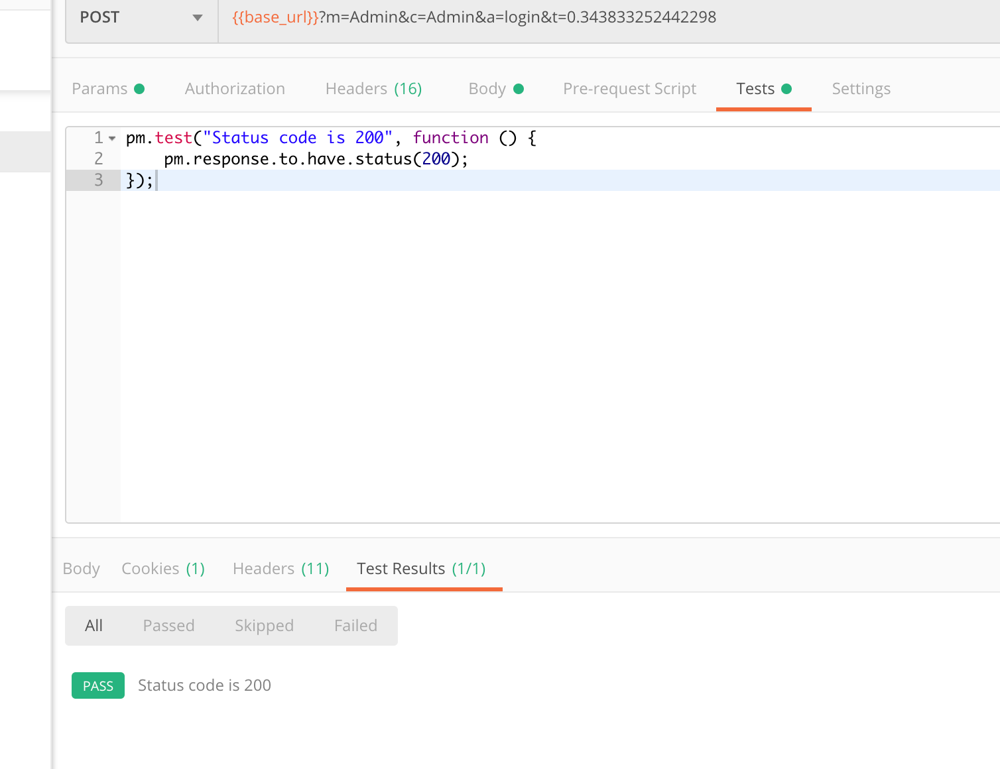 POST {{base_url}}?m=Admin&c=Admin&a=login&t=0.343833252442298
Params Authorization Headers (16) Body Pre-request Script Tests Settings
1 pm.test("Status code is 200", function () {
2 pm.response.to.have.status(200);
3 });
Body Cookies (1) Headers (11) Test Results (1/1)
All Passed Skipped Failed
PASS Status code is 200